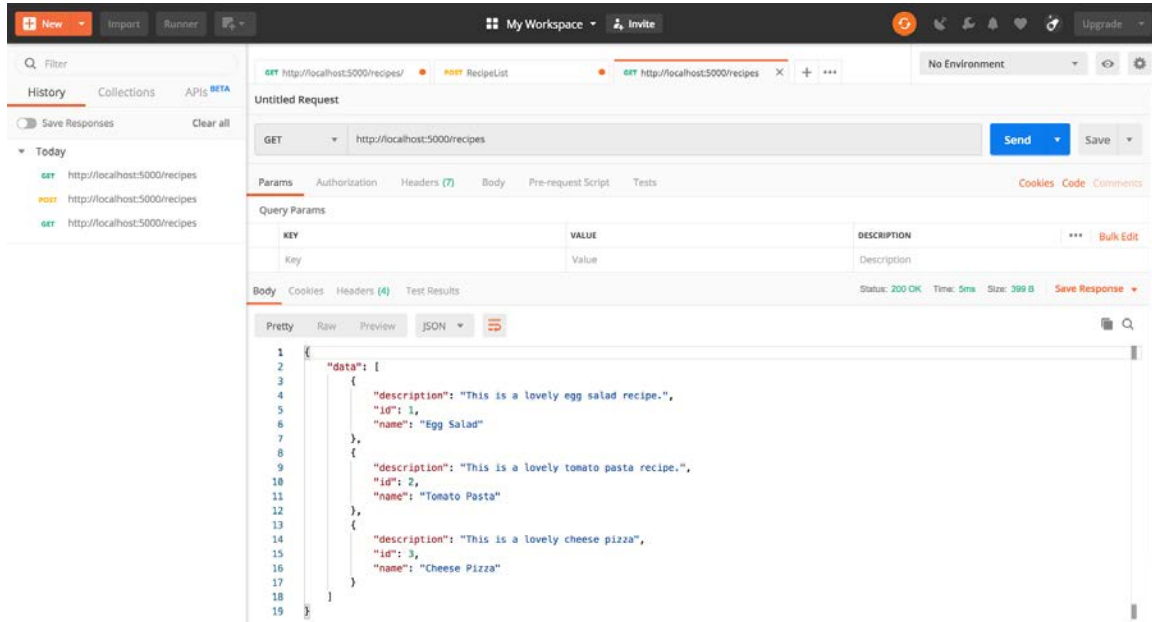 New Import Runner My Workspace Invite Upgrade
Filter
History Collections APIs BETA
Save Responses Clear all
Today
GET http://localhost:5000/recipes
POST http://localhost:5000/recipes
GET http://localhost:5000/recipes
GET http://localhost:5000/recipes/ POST RecipeList GET http://localhost:5000/recipes No Environment
Untitled Request
GET http://localhost:5000/recipes Send Save
Params Authorization Headers (7) Body Pre-request Script Tests Cookies Code Comments
Query Params
KEY VALUE DESCRIPTION Bulk Edit
Key Value Description
Body Cookies Headers (4) Test Results Status: 200 OK Time: 5ms Size: 399 B Save Response
Pretty Raw Preview JSON
1 {
2 "data": [
3 {
4 "description": "This is a lovely egg salad recipe.",
5 "id": 1,
6 "name": "Egg Salad"
7 },
8 {
9 "description": "This is a lovely tomato pasta recipe.",
10 "id": 2,
11 "name": "Tomato Pasta"
12 },
13 {
14 "description": "This is a lovely cheese pizza",
15 "id": 3,
16 "name": "Cheese Pizza"
17 }
18 ]
19 }